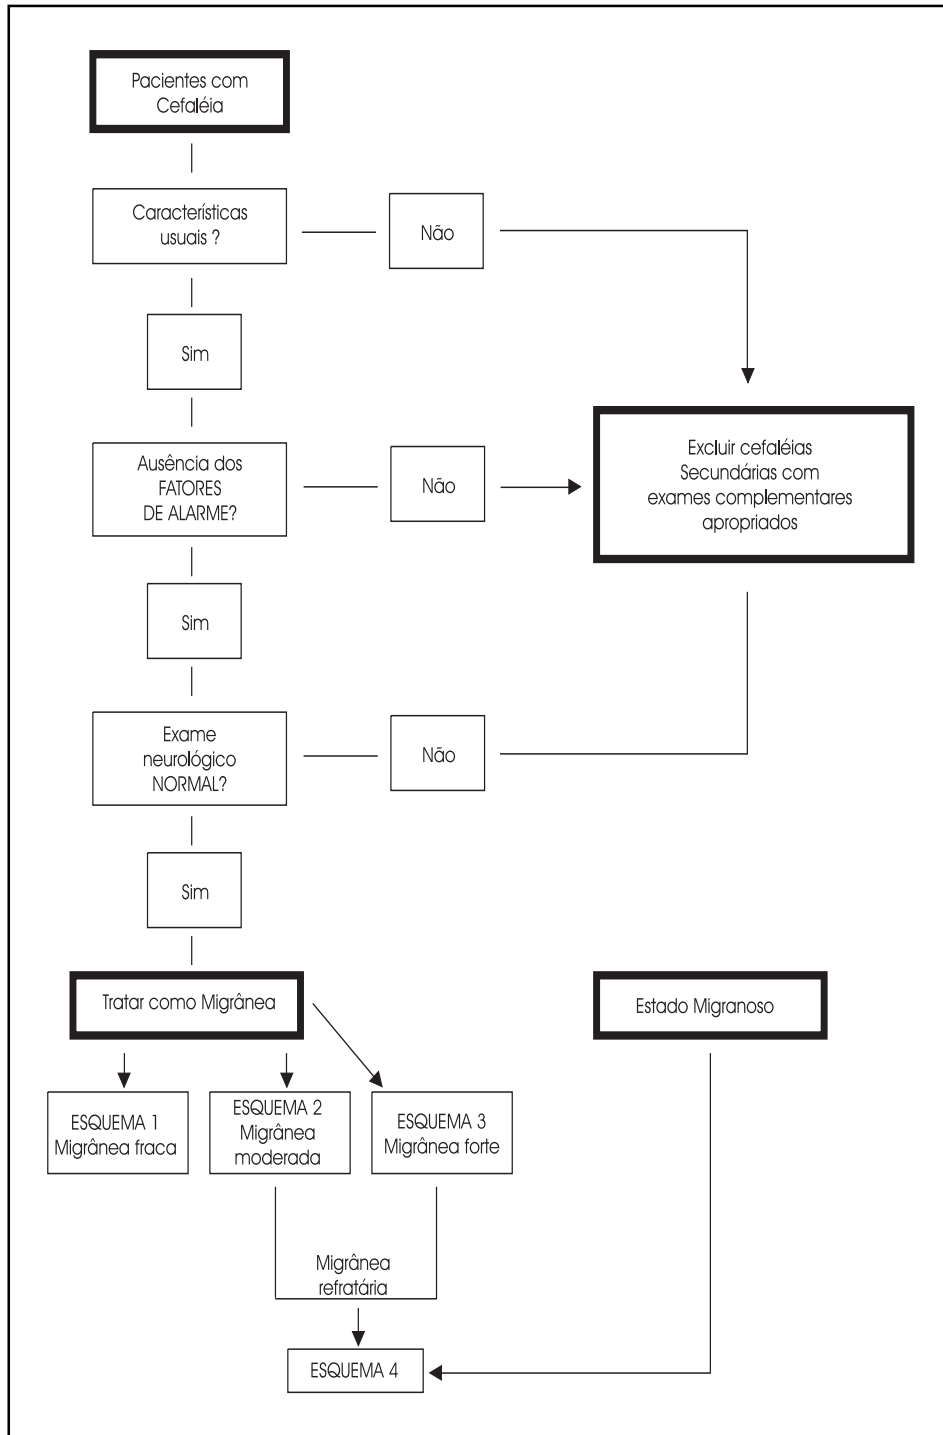 Pacientes com
Cefaléia
Características
usuais ?
Não
Sim
Ausência dos
FATORES
DE ALARME?
Não
Excluir cefaléias
Secundárias com
exames complementares
apropriados
Sim
Exame
neurológico
NORMAL?
Não
Sim
Tratar como Migrânea
Estado Migranoso
ESQUEMA 1
Migrânea fraca
ESQUEMA 2
Migrânea
moderada
ESQUEMA 3
Migrânea forte
Migrânea
refratária
ESQUEMA 4